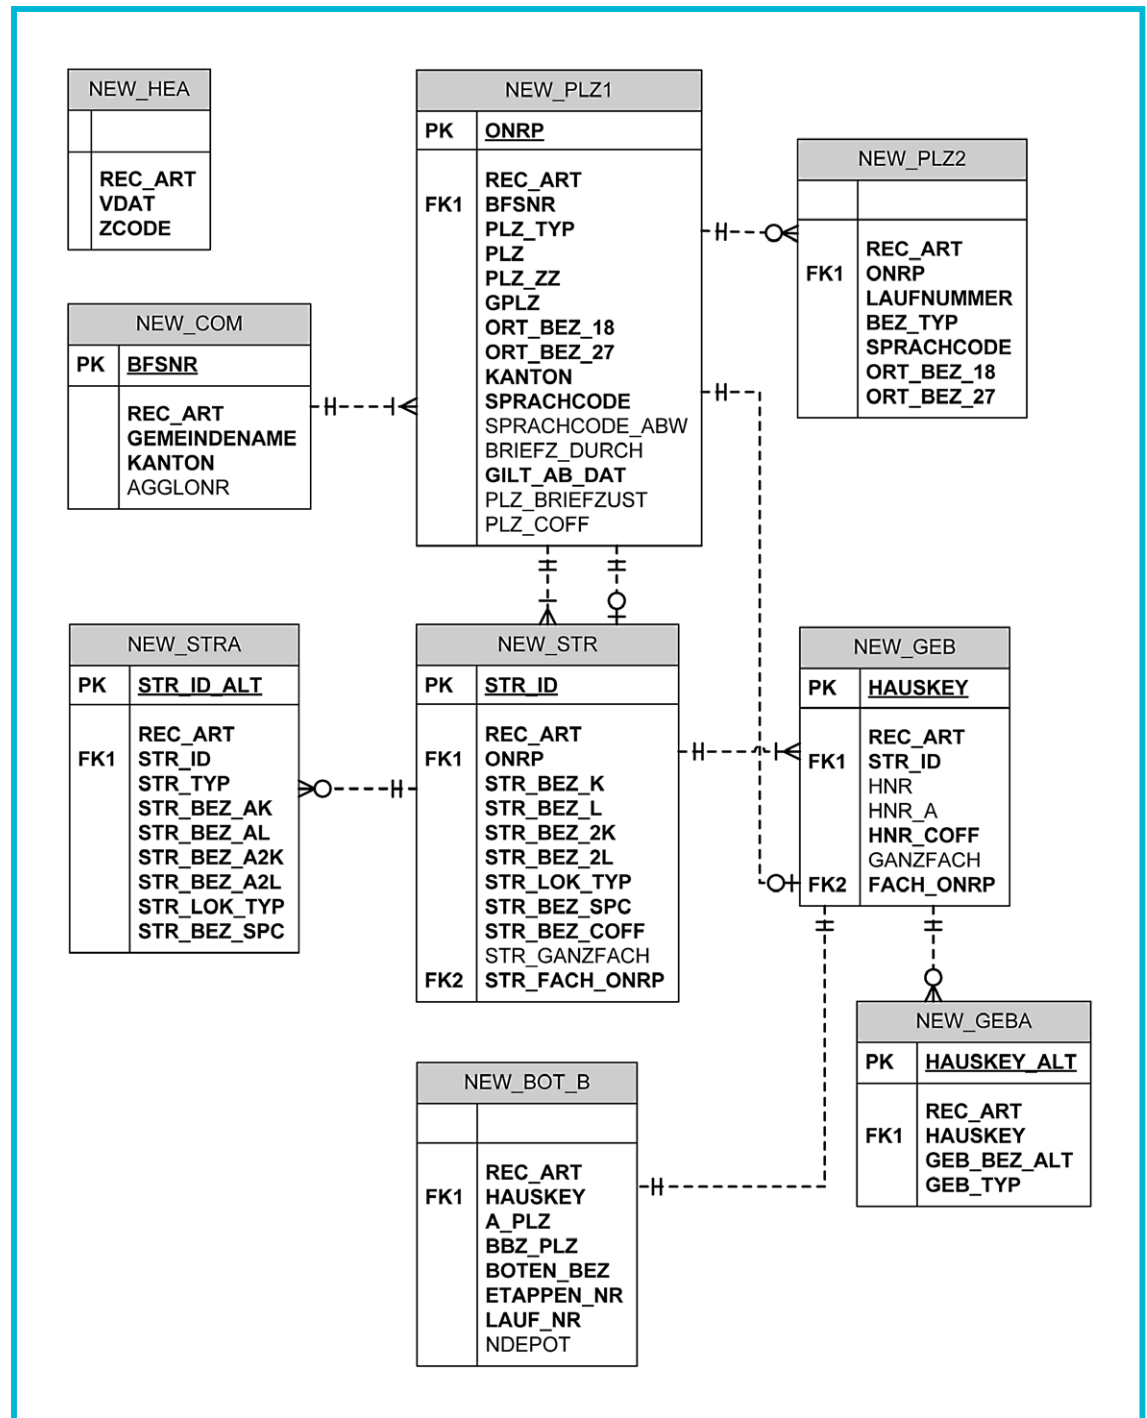 NEW_HEA
REC_ART
VDAT
ZCODE
NEW_PLZ1
PK ONRP
REC_ART
FK1 BFSNR
PLZ_TYP
PLZ
PLZ_ZZ
GPLZ
ORT_BEZ_18
ORT_BEZ_27
KANTON
SPRACHCODE
SPRACHCODE_ABW
BRIEFZ_DURCH
GILT_AB_DAT
PLZ_BRIEFZUST
PLZ_COFF
NEW_PLZ2
REC_ART
FK1 ONRP
LAUFNUMMER
BEZ_TYP
SPRACHCODE
ORT_BEZ_18
ORT_BEZ_27
NEW_COM
PK BFSNR
REC_ART
GEMEINDENAME
KANTON
AGGLONR
NEW_STRA
PK STR_ID_ALT
REC_ART
FK1 STR_ID
STR_TYP
STR_BEZ_AK
STR_BEZ_AL
STR_BEZ_A2K
STR_BEZ_A2L
STR_LOK_TYP
STR_BEZ_SPC
NEW_STR
PK STR_ID
REC_ART
FK1 ONRP
STR_BEZ_K
STR_BEZ_L
STR_BEZ_2K
STR_BEZ_2L
STR_LOK_TYP
STR_BEZ_SPC
STR_BEZ_COFF
STR_GANZFACH
FK2 STR_FACH_ONRP
NEW_GEB
PK HAUSKEY
REC_ART
FK1 STR_ID
HNR
HNR_A
HNR_COFF
GANZFACH
FK2 FACH_ONRP
NEW_GEBA
PK HAUSKEY_ALT
REC_ART
FK1 HAUSKEY
GEB_BEZ_ALT
GEB_TYP
NEW_BOT_B
REC_ART
FK1 HAUSKEY
A_PLZ
BBZ_PLZ
BOTEN_BEZ
ETAPPEN_NR
LAUF_NR
NDEPOT